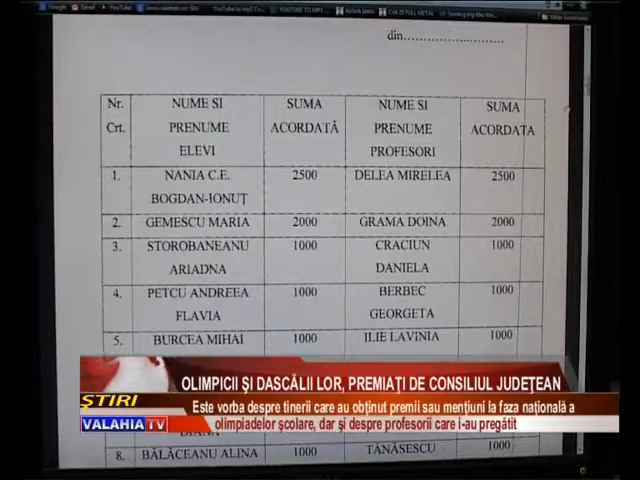 din
Nr. Crt. NUME SI PRENUME ELEVI SUMA ACORDATĂ NUME SI PRENUME PROFESORI SUMA ACORDATA
1. NANIA C.E. BOGDAN-IONUȚ 2500 DELEA MIRELEA 2500
2. GEMESCU MARIA 2000 GRAMA DOINA 2000
3. STOROBANEANU ARIADNA 1000 CRACIUN DANIELA 1000
4. PETCU ANDREEA FLAVIA 1000 BERBEC GEORGETA 1000
5. BURCEA MIHAI 1000 ILIE LAVINIA 1000
OLIMPICII ŞI DASCĂLII LOR, PREMIAŢI DE CONSILIUL JUDEŢEAN
ŞTIRI
Este vorba despre tinerii care au obţinut premii sau menţiuni la faza naţională a
VALAHIA TV
olimpiadelor şcolare, dar şi despre profesorii care i-au pregătit
8. BĂLĂCEANU ALINA 1000 TĂNĂSESCU 1000